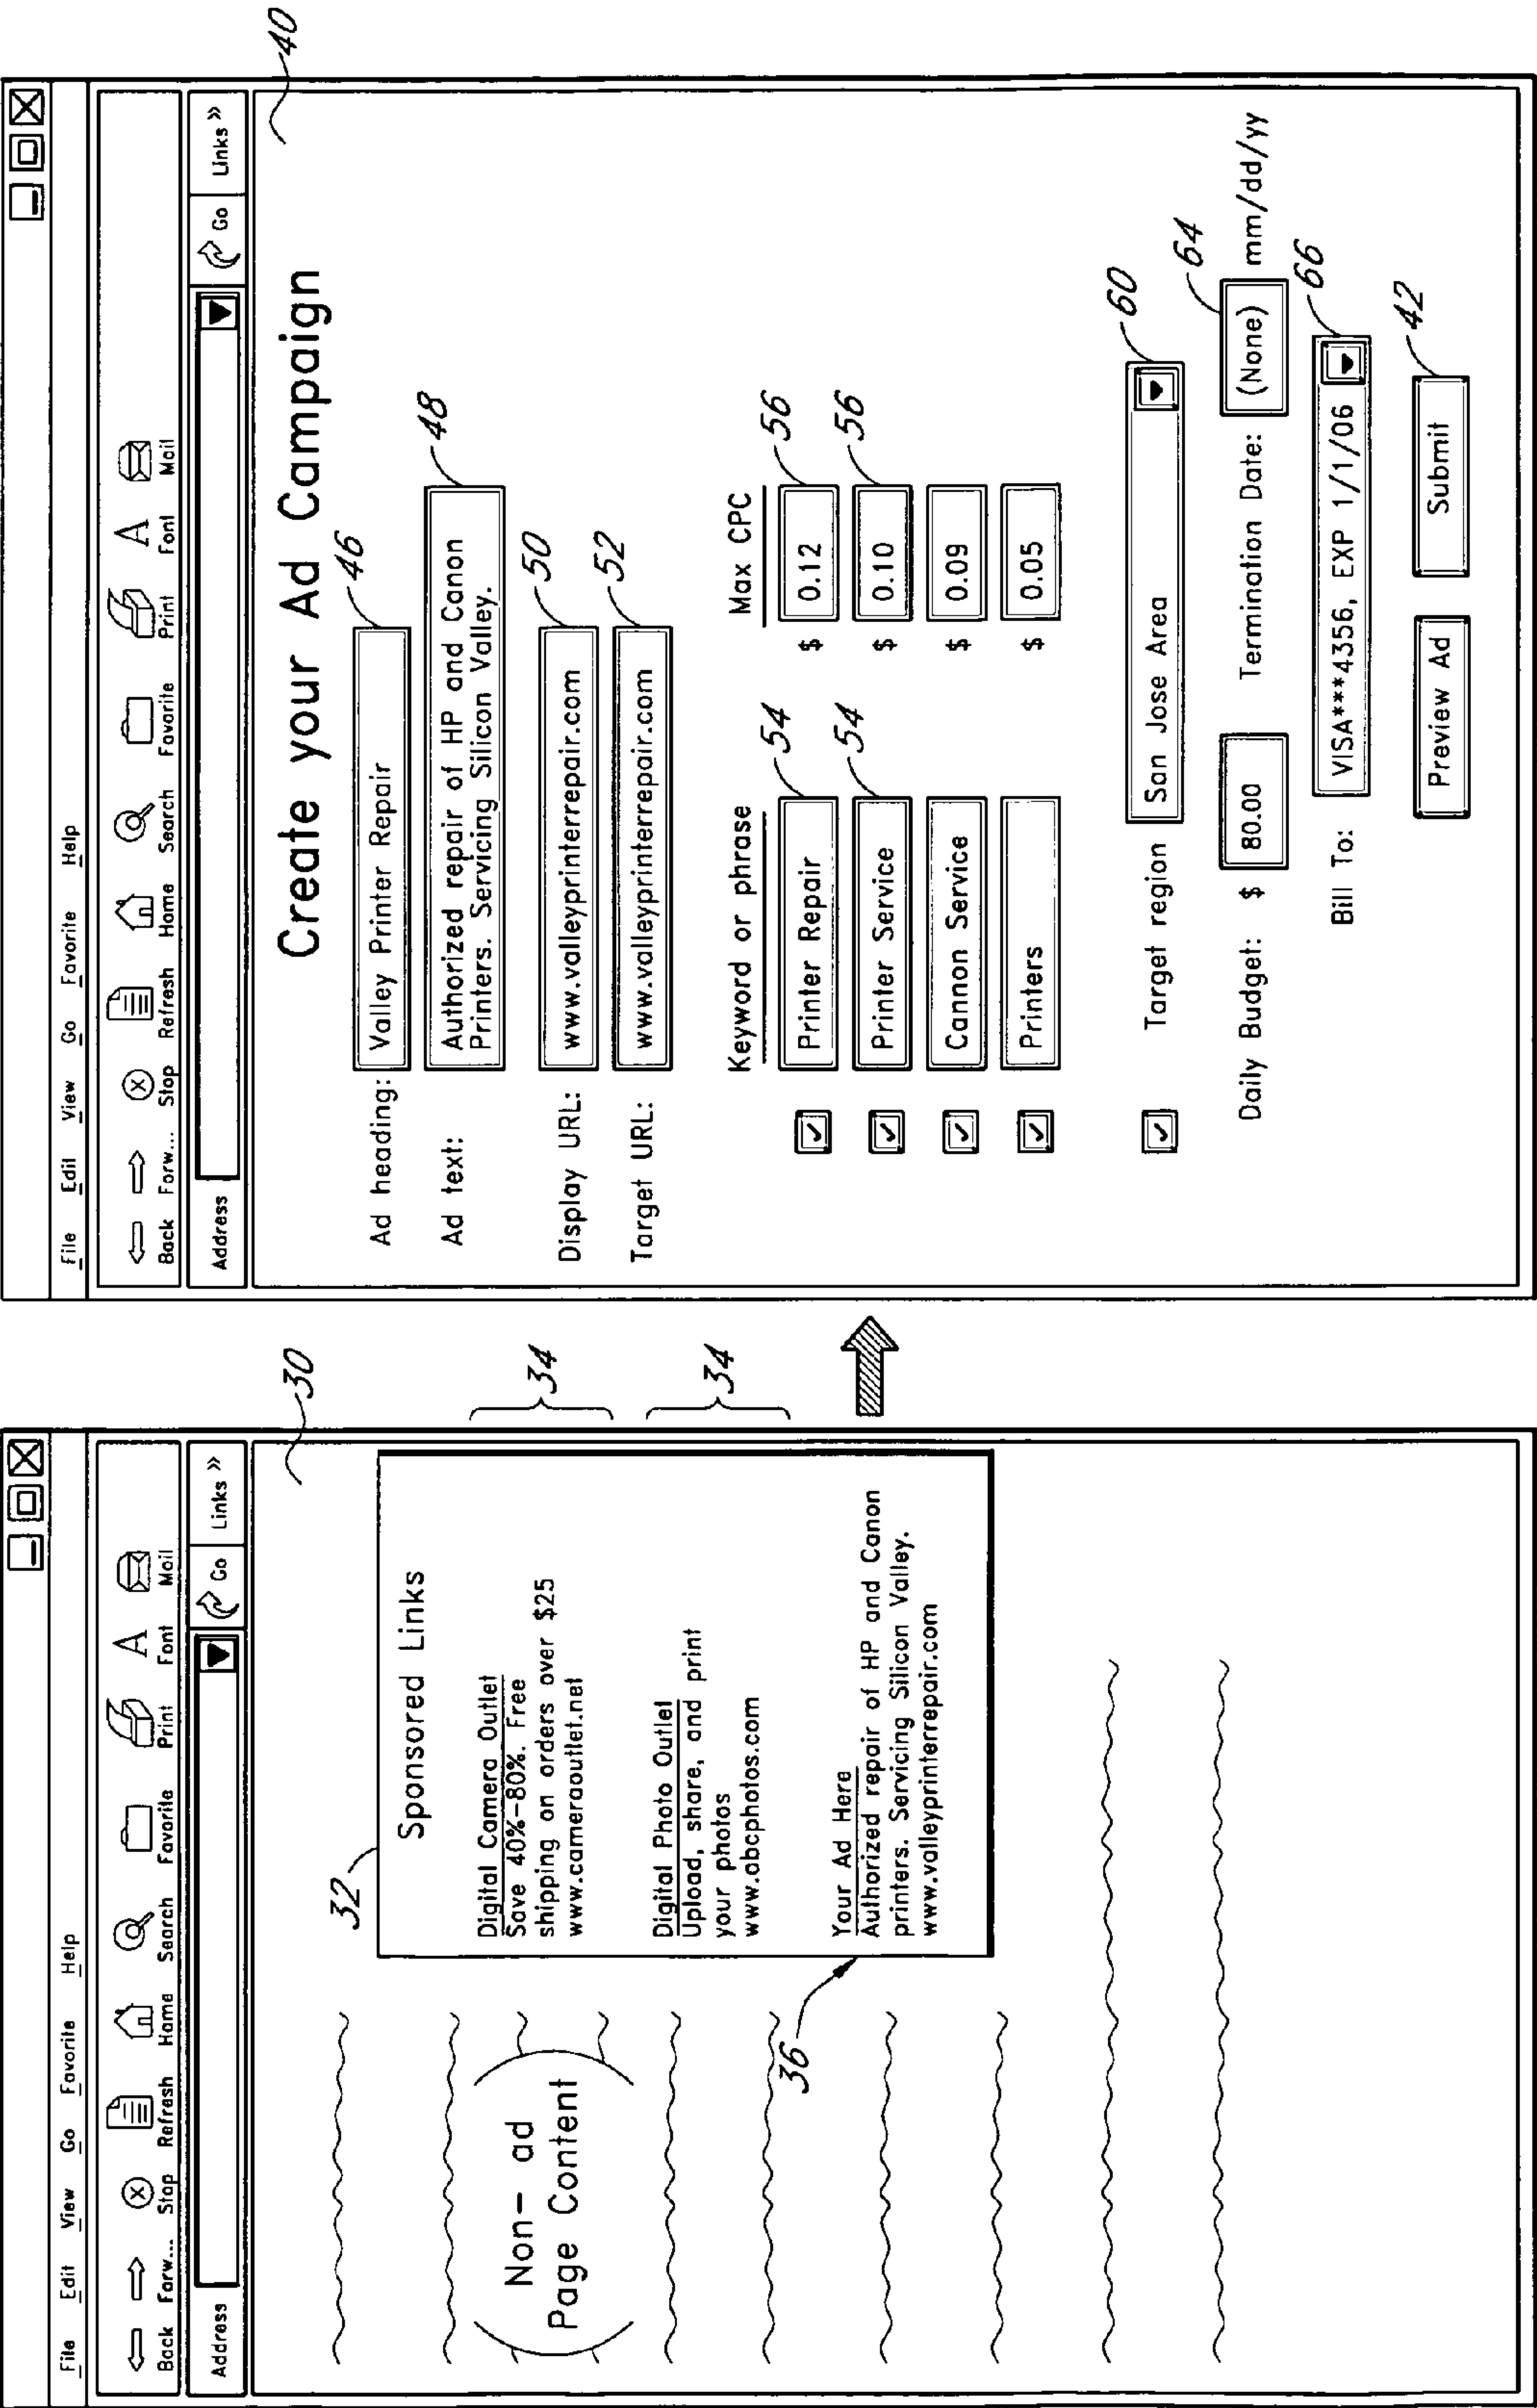 File Edit View Go Favorite Help
Back Forw... Stop Refresh Home Search Favorite Print Font Mail
Address Go Links »
30
32
Sponsored Links
Digital Camera Outlet
Save 40%-80%. Free
shipping on orders over $25
www.cameraoutlet.net
34
Digital Photo Outlet
Upload, share, and print
your photos
www.abcphotos.com
34
Your Ad Here
Authorized repair of HP and Canon
printers. Servicing Silicon Valley.
www.valleyprinterrepair.com
36
Non- ad
Page Content
File Edit View Go Favorite Help
Back Forw... Stop Refresh Home Search Favorite Print Font Mail
Address Go Links »
40
Create your Ad Campaign
Ad heading: Valley Printer Repair 46
Ad text: Authorized repair of HP and Canon 48
Printers. Servicing Silicon Valley.
Display URL: www.valleyprinterrepair.com 50
Target URL: www.valleyprinterrepair.com 52
Keyword or phrase Max CPC
Printer Repair 54 $ 0.12 56
Printer Service 54 $ 0.10 56
Cannon Service $ 0.09
Printers $ 0.05
Target region San Jose Area 60
Daily Budget: $ 80.00 Termination Date: (None) mm/dd/yy 64
Bill To: VISA***4356, EXP 1/1/06 66
Preview Ad Submit 42